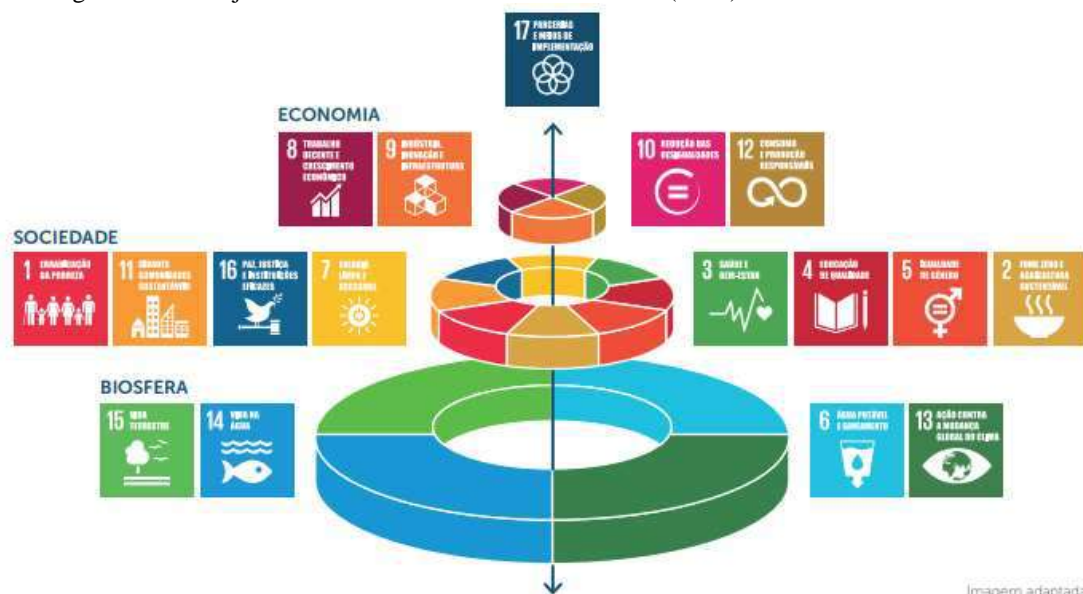 17 PARCERIAS
E MEIOS DE
IMPLEMENTAÇÃO
ECONOMIA
8 TRABALHO
DECENTE E
CRESCIMENTO
ECONÔMICO
9 INDÚSTRIA,
INOVAÇÃO E
INFRAESTRUTURA
10 REDUÇÃO DAS
DESIGUALDADES
12 CONSUMO
E PRODUÇÃO
RESPONSÁVEIS
SOCIEDADE
1 ERRADICAÇÃO
DA POBREZA
11 CIDADES E
COMUNIDADES
SUSTENTÁVEIS
16 PAZ, JUSTIÇA
E INSTITUIÇÕES
EFICAZES
7 ENERGIA
LIMPA E
ACESSÍVEL
3 SAÚDE E
BEM-ESTAR
4 EDUCAÇÃO
DE QUALIDADE
5 IGUALDADE
DE GÊNERO
2 FOME ZERO E
AGRICULTURA
SUSTENTÁVEL
BIOSFERA
15 VIDA
TERRESTRE
14 VIDA NA
ÁGUA
6 ÁGUA POTÁVEL
E SANEAMENTO
13 AÇÃO CONTRA
A MUDANÇA
GLOBAL DO CLIMA
Imagem adaptada